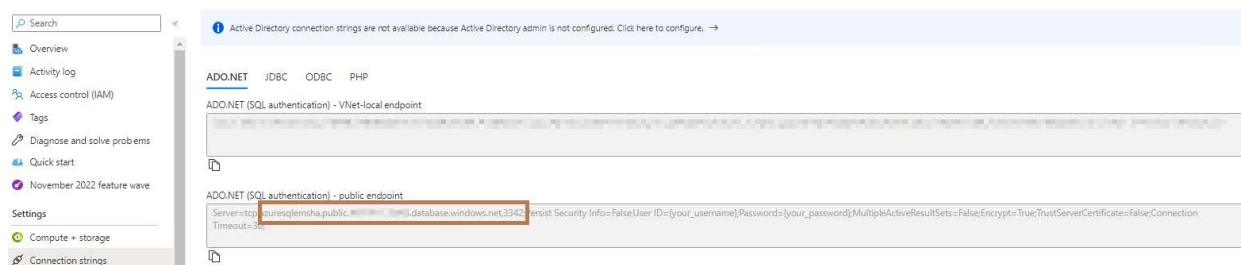 Search
«
Active Directory connection strings are not available because Active Directory admin is not configured. Click here to configure. →
Overview
Activity log
Access control (IAM)
Tags
Diagnose and solve problems
Quick start
November 2022 feature wave
Settings
Compute + storage
Connection strings
ADO.NET JDBC ODBC PHP
ADO.NET (SQL authentication) - VNet-local endpoint
ADO.NET (SQL authentication) - public endpoint
Server=tcp:azuresqlemsha.public. .database.windows.net,3342;Persist Security Info=False;User ID={your_username};Password={your_password};MultipleActiveResultSets=False;Encrypt=True;TrustServerCertificate=False;Connection
Timeout=30;